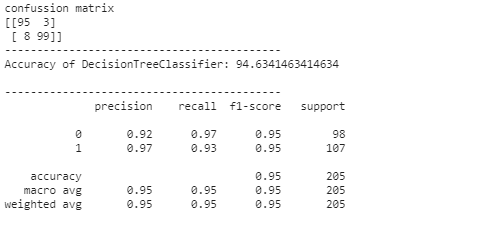 confussion matrix
[[95  3]
 [ 8 99]]
-------------------------------------------
Accuracy of DecisionTreeClassifier: 94.6341463414634

-------------------------------------------
              precision    recall  f1-score   support

           0       0.92      0.97      0.95        98
           1       0.97      0.93      0.95       107

    accuracy                           0.95       205
   macro avg       0.95      0.95      0.95       205
weighted avg       0.95      0.95      0.95       205